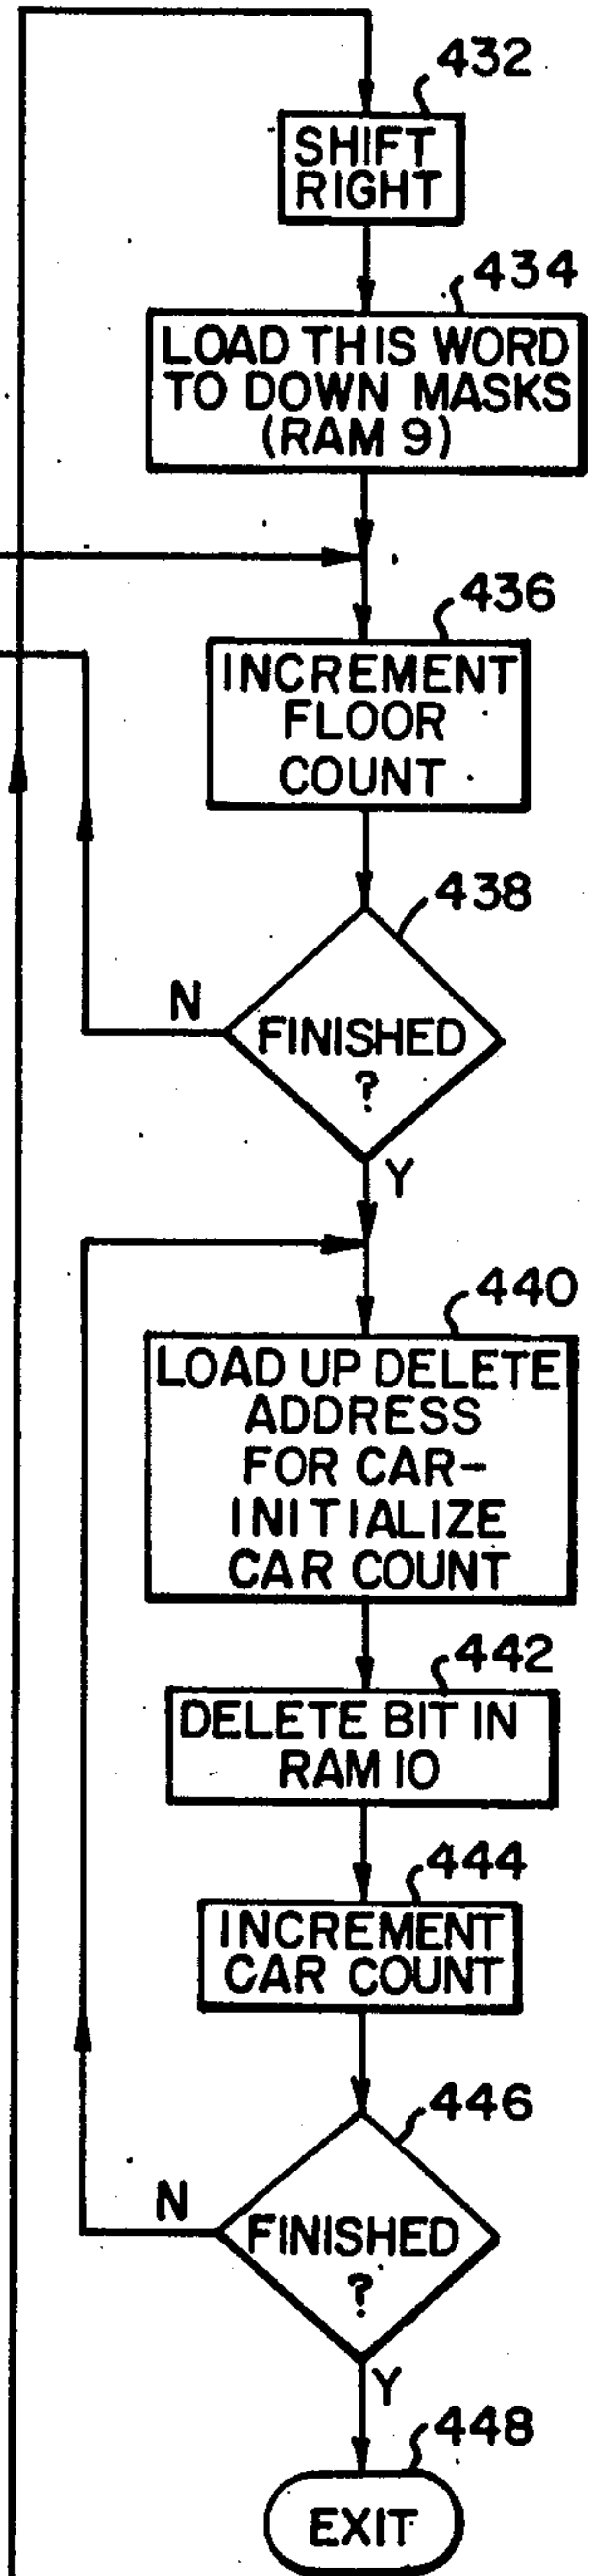 432
SHIFT
RIGHT
434
LOAD THIS WORD
TO DOWN MASKS
(RAM 9)
436
INCREMENT
FLOOR
COUNT
438
N
FINISHED
?
Y
440
LOAD UP DELETE
ADDRESS
FOR CAR-
INITIALIZE
CAR COUNT
442
DELETE BIT IN
RAM 10
444
INCREMENT
CAR COUNT
446
N
FINISHED
?
Y
448
EXIT